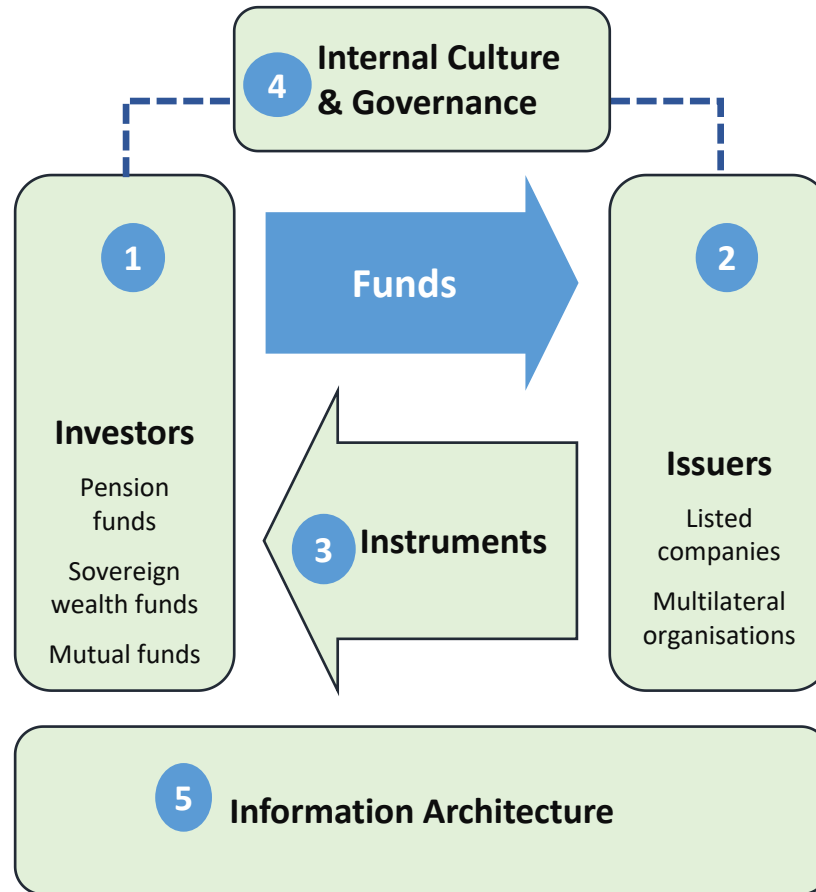 4
Internal Culture
& Governance
1
Investors
Pension
funds
Sovereign
wealth funds
Mutual funds
Funds
3
Instruments
2
Issuers
Listed
companies
Multilateral
organisations
5
Information Architecture